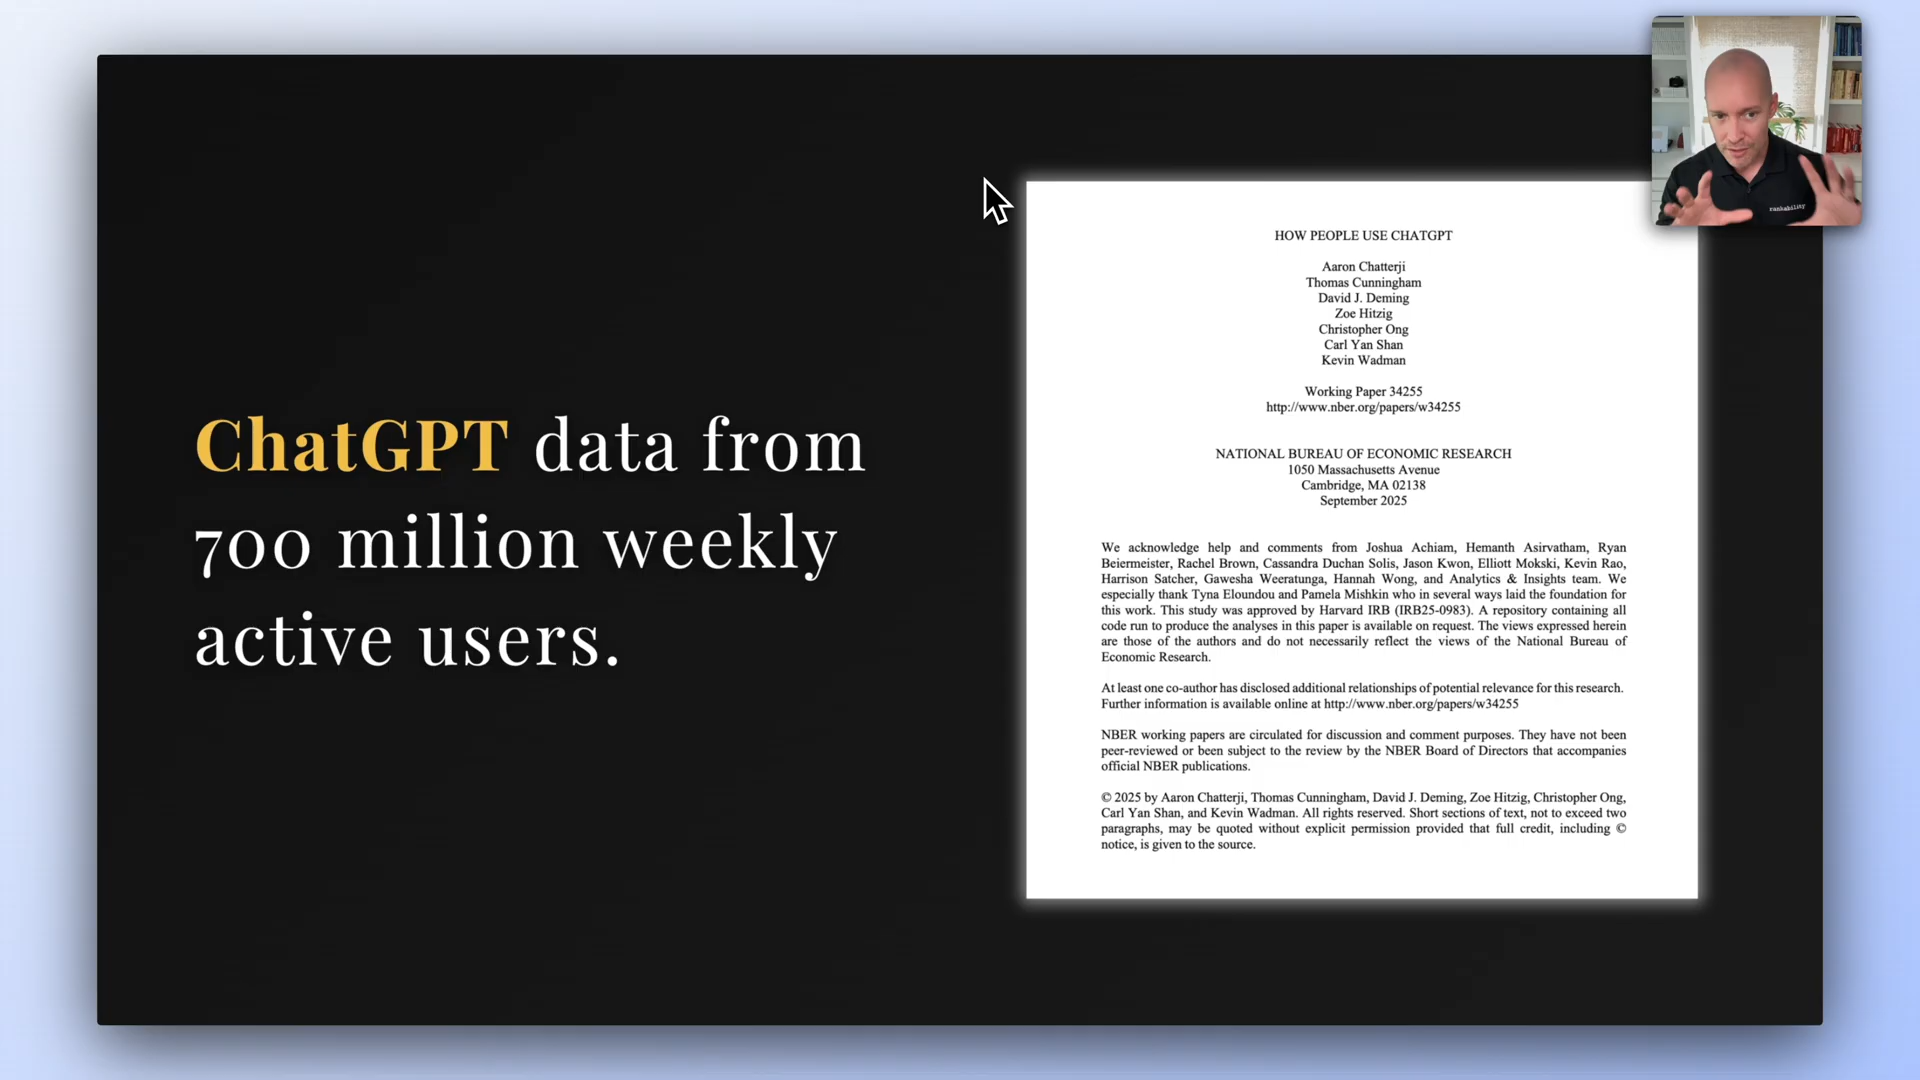 ChatGPT data from
700 million weekly
active users.
HOW PEOPLE USE CHATGPT
Aaron Chatterji
Thomas Cunningham
David J. Deming
Zoe Hitzig
Christopher Ong
Carl Yan Shan
Kevin Wadman
Working Paper 34255
http://www.nber.org/papers/w34255
NATIONAL BUREAU OF ECONOMIC RESEARCH
1050 Massachusetts Avenue
Cambridge, MA 02138
September 2025
We acknowledge help and comments from Joshua Achiam, Hemanth Asirvatham, Ryan
Beiermeister, Rachel Brown, Cassandra Duchan Solis, Jason Kwon, Elliott Mokski, Kevin Rao,
Harrison Satcher, Gawesha Weeratunga, Hannah Wong, and Analytics & Insights team. We
especially thank Tyna Eloundou and Pamela Mishkin who in several ways laid the foundation for
this work. This study was approved by Harvard IRB (IRB25-0983). A repository containing all
code run to produce the analyses in this paper is available on request. The views expressed herein
are those of the authors and do not necessarily reflect the views of the National Bureau of
Economic Research.
At least one co-author has disclosed additional relationships of potential relevance for this research.
Further information is available online at http://www.nber.org/papers/w34255
NBER working papers are circulated for discussion and comment purposes. They have not been
peer-reviewed or been subject to the review by the NBER Board of Directors that accompanies
official NBER publications.
© 2025 by Aaron Chatterji, Thomas Cunningham, David J. Deming, Zoe Hitzig, Christopher Ong,
Carl Yan Shan, and Kevin Wadman. All rights reserved. Short sections of text, not to exceed two
paragraphs, may be quoted without explicit permission provided that full credit, including ©
notice, is given to the source.
rankability